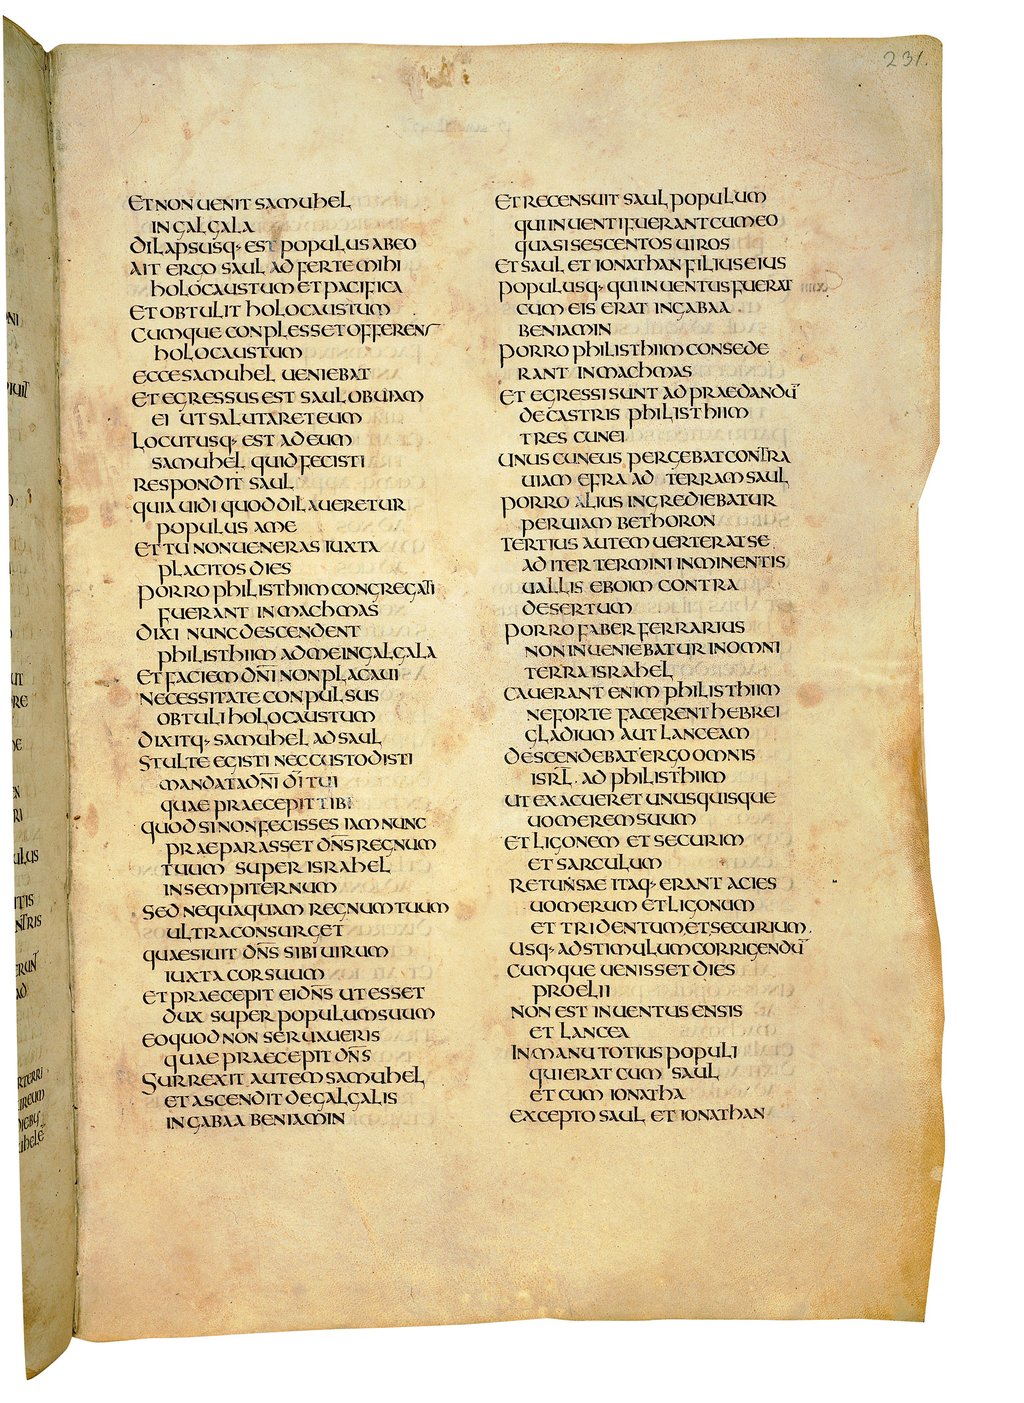 231.
ET NON UENIT SAMUHEL
IN GALGALA
DILAPSUSQ· EST POPULUS AB EO
AIT ERGO SAUL ADFERTE MIHI
HOLOCAUSTUM ET PACIFICA
ET OBTULIT HOLOCAUSTUM
CUMQUE CONPLESSET OFFERENS
HOLOCAUSTUM
ECCE SAMUHEL UENIEBAT
ET EGRESSUS EST SAUL OBUIAM
EI UT SALUTARET EUM
LOCUTUSQ· EST AD EUM
SAMUHEL QUID FECISTI
RESPONDIT SAUL
QUIA UIDI QUOD DILAUERETUR
POPULUS A ME
ET TU NON UENERAS IUXTA
PLACITOS DIES
PORRO PHILISTHIIM CONGREGATI
FUERANT IN MACHMAS
DIXI NUNC DESCENDENT
PHILISTHIIM AD ME IN GALGALA
ET FACIEM DN̅I NON PLACAUI
NECESSITATE CONPULSUS
OBTULI HOLOCAUSTUM
DIXITQ· SAMUHEL AD SAUL
STULTE EGISTI NEC CUSTODISTI
MANDATA DN̅I DI̅ TUI
QUAE PRAECEPIT TIBI
QUOD SI NON FECISSES IAM NUNC
PRAEPARASSET DN̅S REGNUM
TUUM SUPER ISRAHEL
IN SEMPITERNUM
SED NEQUAQUAM REGNUM TUUM
ULTRA CONSURGET
QUAESIUIT DN̅S SIBI UIRUM
IUXTA COR SUUM
ET PRAECEPIT EI DN̅S UT ESSET
DUX SUPER POPULUM SUUM
EO QUOD NON SERUAUERIS
QUAE PRAECEPIT DN̅S
SURREXIT AUTEM SAMUHEL
ET ASCENDIT DE GALGALIS
IN GABAA BENIAMIN
ET RECENSUIT SAUL POPULUM
QUI INUENTI FUERANT CUM EO
QUASI SESCENTOS UIROS
ET SAUL ET IONATHAN FILIUS EIUS
POPULUSQ· QUI INUENTUS FUERAT
CUM EIS ERAT IN GABAA
BENIAMIN
PORRO PHILISTHIIM CONSEDE
RANT IN MACHMAS
ET EGRESSI SUNT AD PRAEDANDU̅
DE CASTRIS PHILISTHIIM
TRES CUNEI
UNUS CUNEUS PERGEBAT CONTRA
UIAM EFRA AD TERRAM SAUL
PORRO ALIUS INGREDIEBATUR
PER UIAM BETHORON
TERTIUS AUTEM UERTERAT SE
AD ITER TERMINI INMINENTIS
UALLIS EBOIM CONTRA
DESERTUM
PORRO FABER FERRARIUS
NON INUENIEBATUR IN OMNI
TERRA ISRAHEL
CAUERANT ENIM PHILISTHIIM
NE FORTE FACERENT HEBREI
GLADIUM AUT LANCEAM
DESCENDEBAT ERGO OMNIS
ISRL̅. AD PHILISTHIIM
UT EXACUERET UNUSQUISQUE
UOMEREM SUUM
ET LIGONEM ET SECURIM
ET SARCULUM
RETUNSAE ITAQ· ERANT ACIES
UOMERUM ET LIGONUM
ET TRIDENTUM, ET SECURIUM.
USQ· AD STIMULUM CORRIGENDU̅
CUMQUE UENISSET DIES
PROELII
NON EST INUENTUS ENSIS
ET LANCEA
IN MANU TOTIUS POPULI
QUI ERAT CUM SAUL
ET CUM IONATHA
EXCEPTO SAUL ET IONATHAN